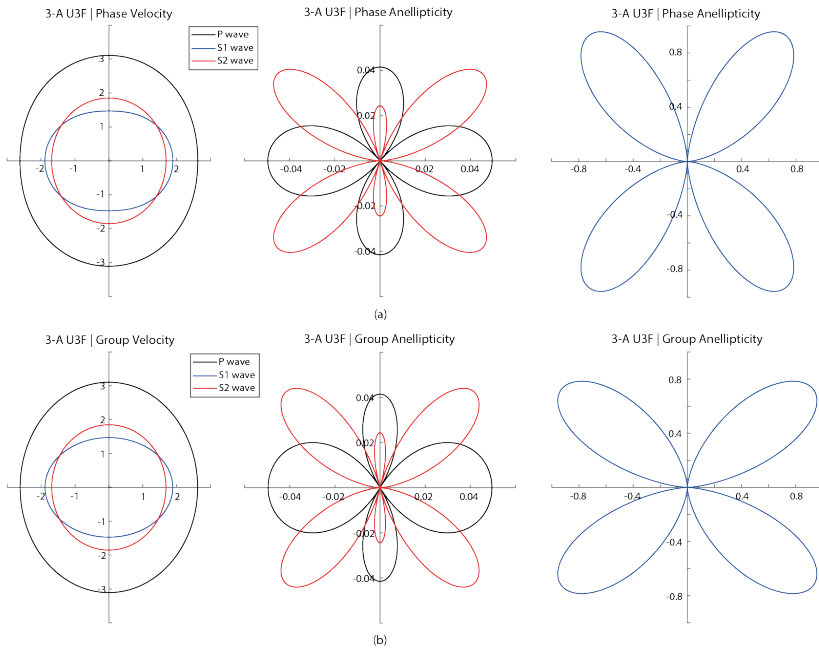 3-A U3F | Phase Velocity
P wave
S1 wave
S2 wave
3
2
1
-2 -1 1 2
-1
-2
-3
3-A U3F | Phase Anellipticity
0.04
0.02
-0.04 -0.02 0.02 0.04
-0.02
-0.04
3-A U3F | Phase Anellipticity
0.8
0.4
-0.8 -0.4 0.4 0.8
-0.4
-0.8
(a)
3-A U3F | Group Velocity
P wave
S1 wave
S2 wave
3
2
1
-2 -1 1 2
-1
-2
-3
3-A U3F | Group Anellipticity
0.04
0.02
-0.04 -0.02 0.02 0.04
-0.02
-0.04
3-A U3F | Group Anellipticity
0.8
0.4
-0.8 -0.4 0.4 0.8
-0.4
-0.8
(b)